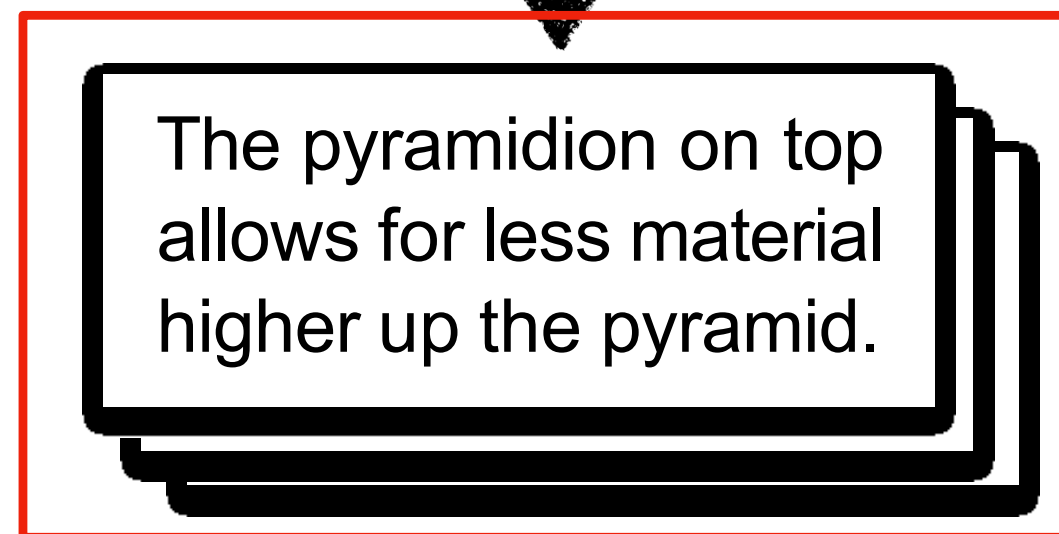 The pyramidion on top
allows for less material
higher up the pyramid.